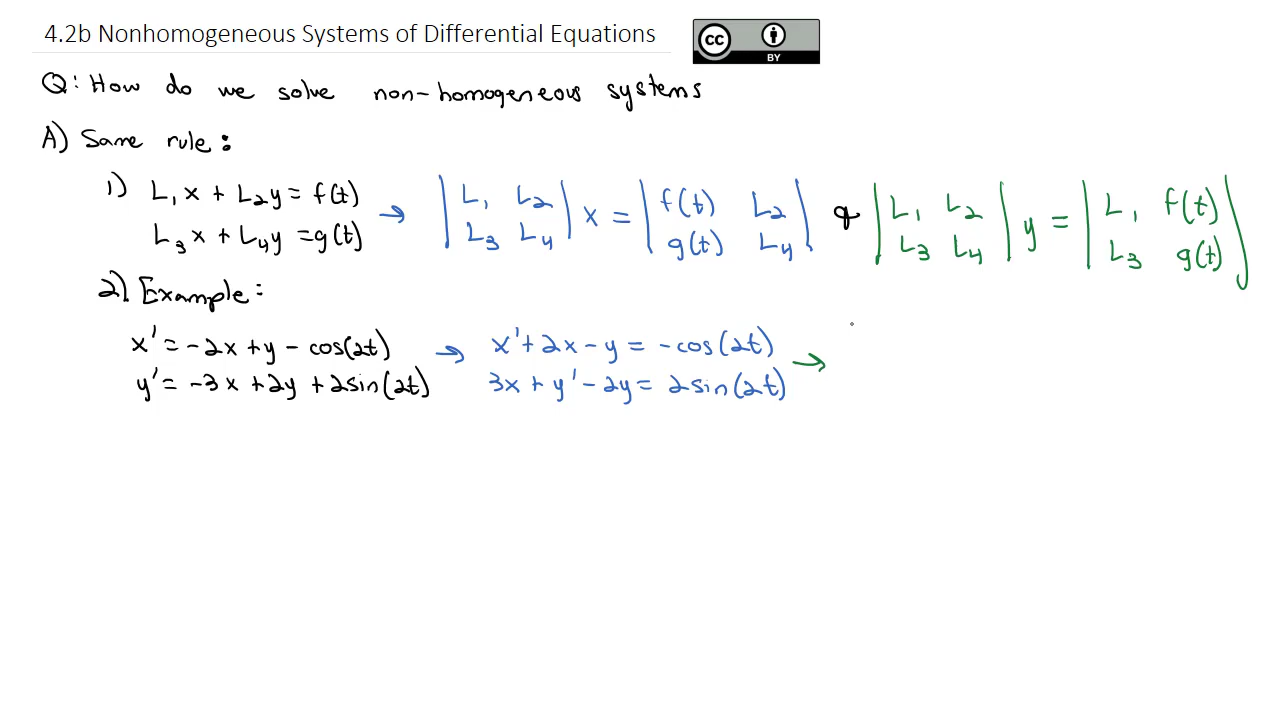 4.2b Nonhomogeneous Systems of Differential Equations
cc BY
Q: How do we solve non-homogeneous systems
A) Same rule:
1) L₁x + L₂y = f(t) → | L₁ L₂ | x = | f(t) L₂ | & | L₁ L₂ | y = | L₁ f(t) |
L₃x + L₄y = g(t) | L₃ L₄ | | g(t) L₄ | | L₃ L₄ | | L₃ g(t) |
2) Example:
x' = -2x + y - cos(2t) → x' + 2x - y = -cos(2t) →
y' = -3x + 2y + 2sin(2t) 3x + y' - 2y = 2sin(2t)